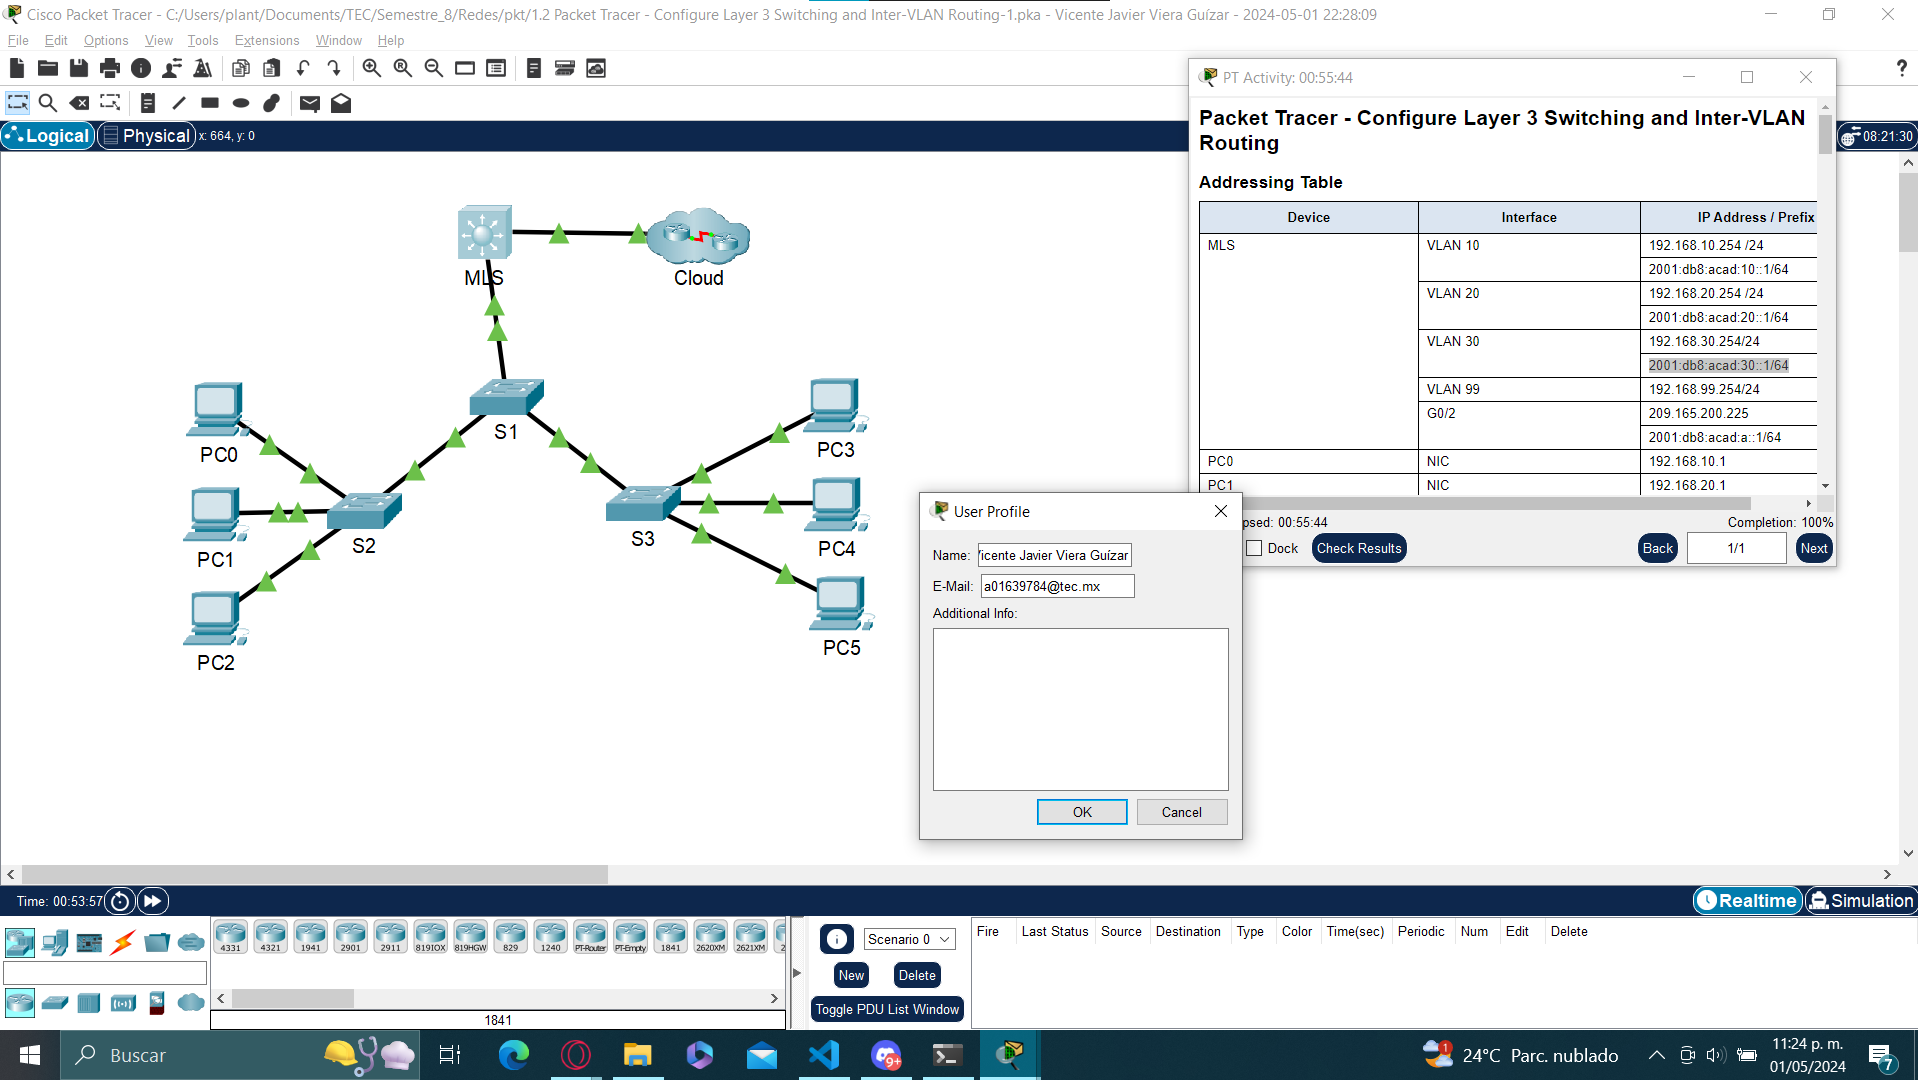 Cisco Packet Tracer - C:/Users/plant/Documents/TEC/Semestre_8/Redes/pkt/1.2 Packet Tracer - Configure Layer 3 Switching and Inter-VLAN Routing-1.pka - Vicente Javier Viera Guízar - 2024-05-01 22:28:09
File Edit Options View Tools Extensions Window Help
Logical Physical x: 664, y: 0
08:21:30
MLS
Cloud
S1
PC0
PC1
PC2
S2
S3
PC3
PC4
PC5
PT Activity: 00:55:44
Packet Tracer - Configure Layer 3 Switching and Inter-VLAN
Routing
Addressing Table
Device Interface IP Address / Prefix
MLS VLAN 10 192.168.10.254 /24
2001:db8:acad:10::1/64
VLAN 20 192.168.20.254 /24
2001:db8:acad:20::1/64
VLAN 30 192.168.30.254/24
2001:db8:acad:30::1/64
VLAN 99 192.168.99.254/24
G0/2 209.165.200.225
2001:db8:acad:a::1/64
PC0 NIC 192.168.10.1
PC1 NIC 192.168.20.1
psed: 00:55:44 Completion: 100%
Dock Check Results Back 1/1 Next
User Profile
Name: Vicente Javier Viera Guízar
E-Mail: a01639784@tec.mx
Additional Info:
OK Cancel
Time: 00:53:57
Realtime Simulation
4331 4321 1941 2901 2911 819IOX 819HGW 829 1240 PT-Router PT-Empty 1841 2620XM 2621XM 2
1841
Scenario 0
New Delete
Toggle PDU List Window
Fire Last Status Source Destination Type Color Time(sec) Periodic Num Edit Delete
Buscar
9+
1
24°C Parc. nublado
11:24 p. m.
01/05/2024
7